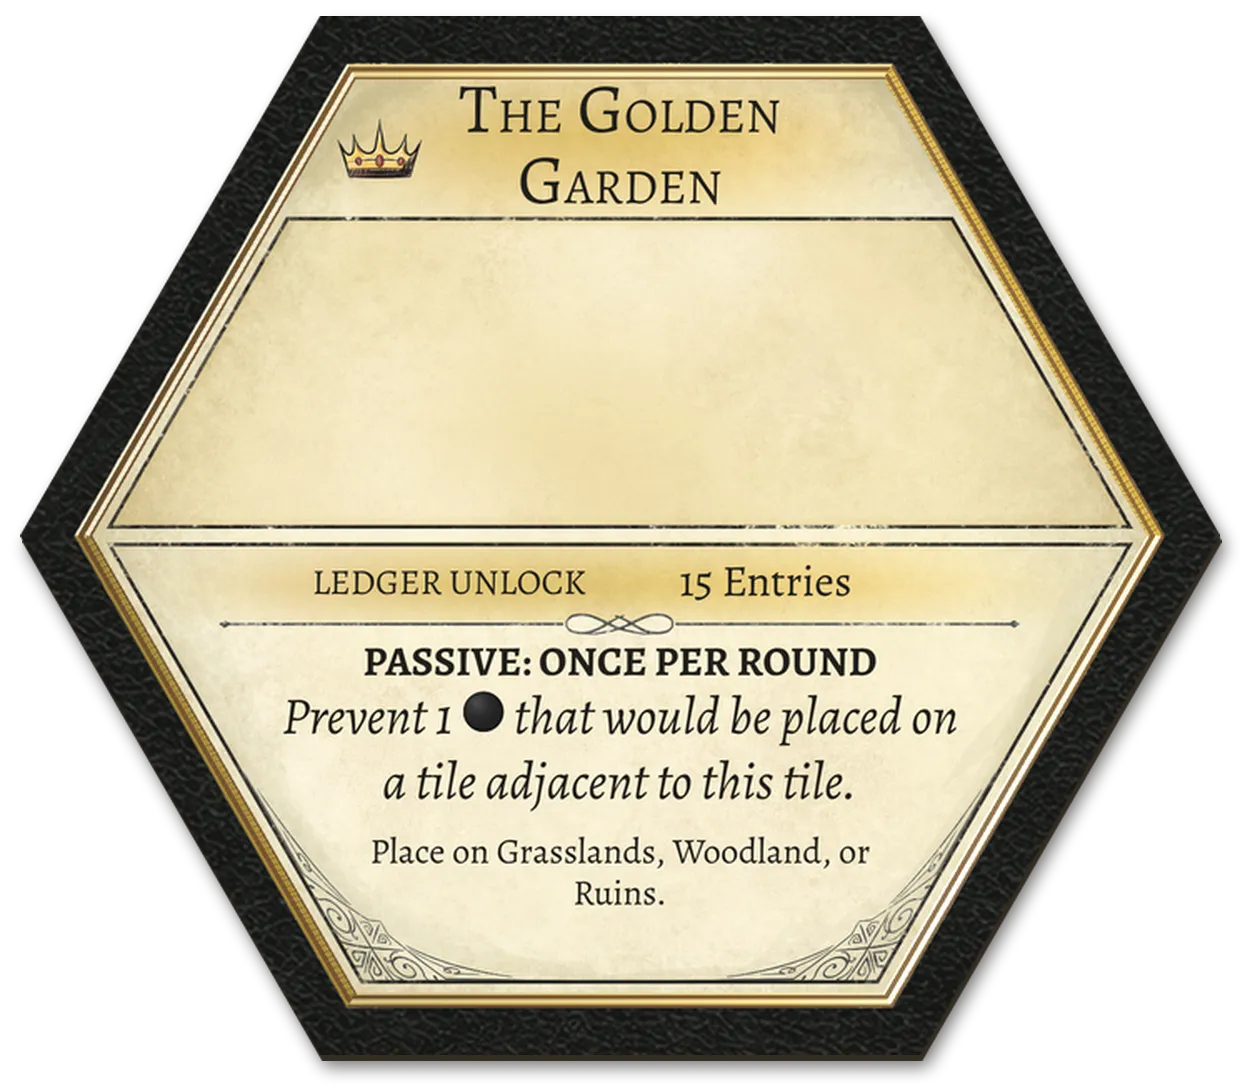 The Golden
Garden
LEDGER UNLOCK 15 Entries
PASSIVE: ONCE PER ROUND
Prevent 1 that would be placed on
a tile adjacent to this tile.
Place on Grasslands, Woodland, or
Ruins.